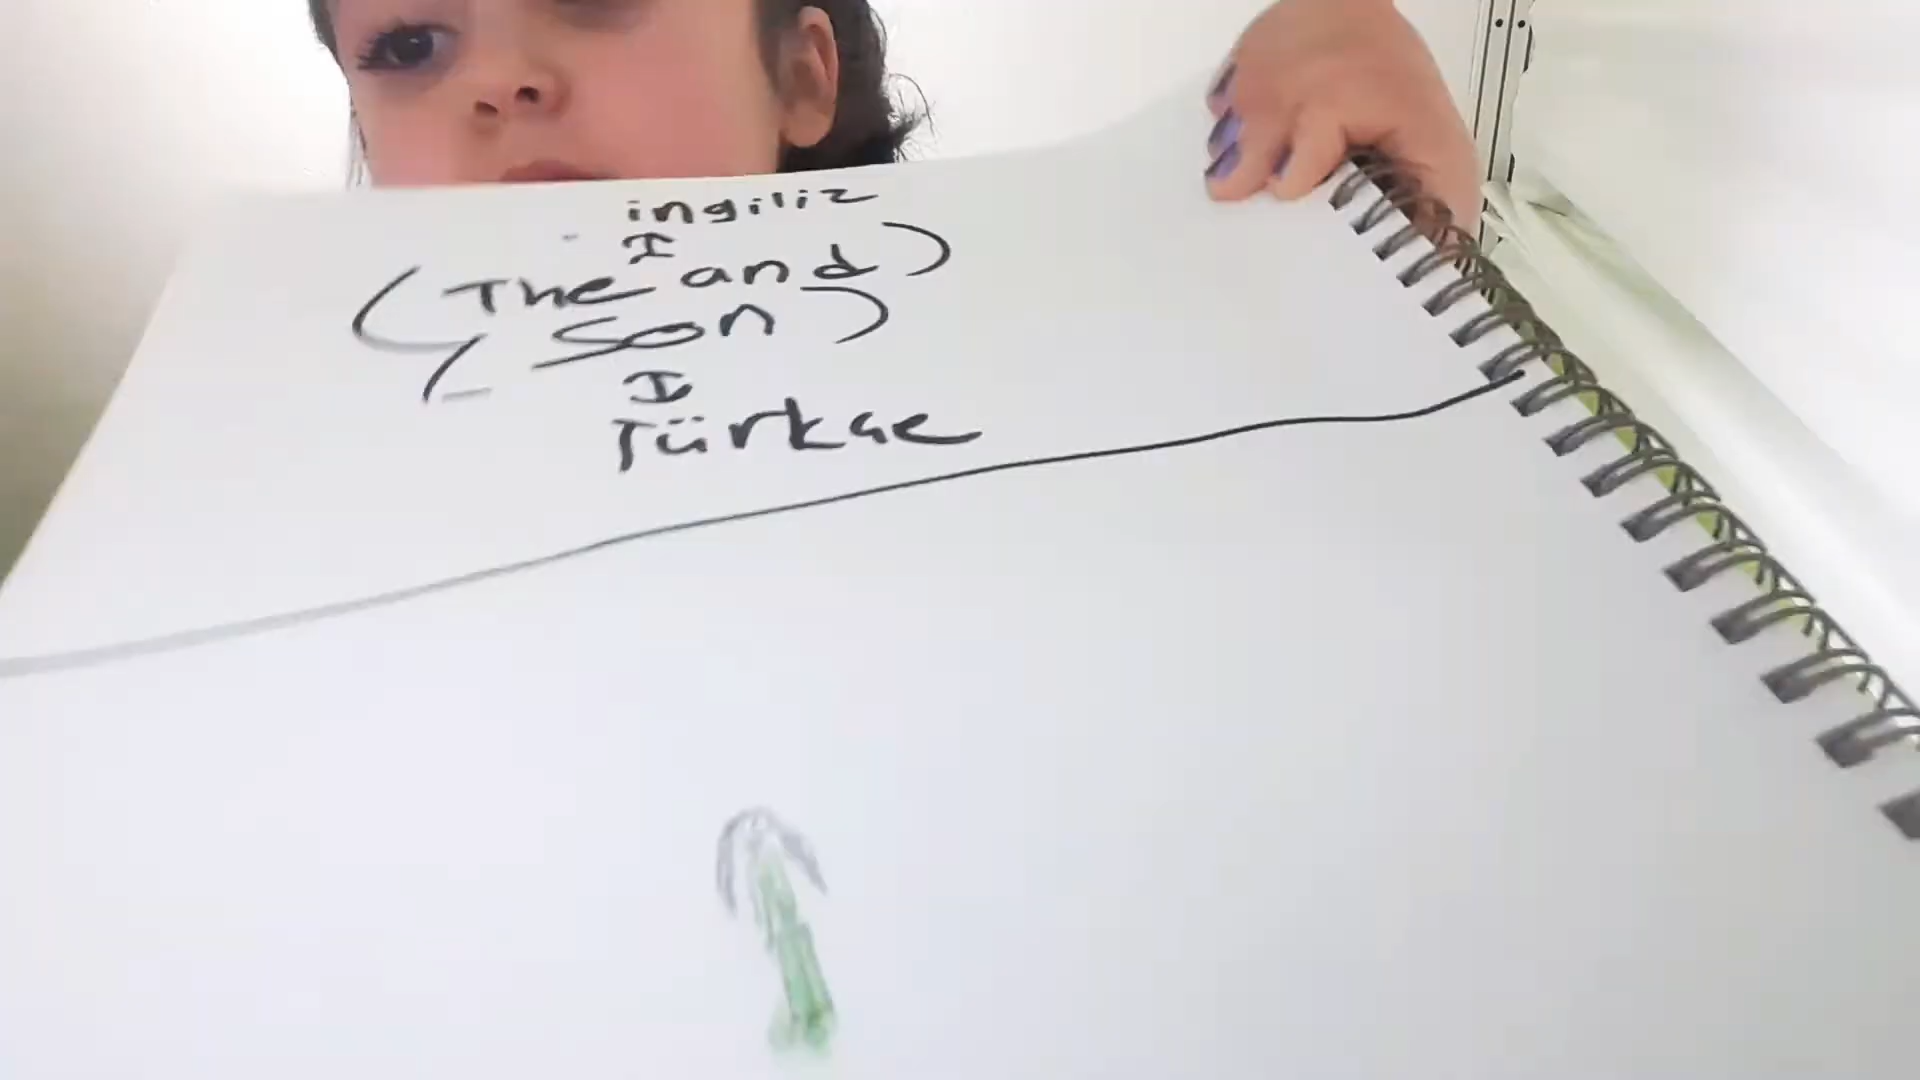 ingiliz
(The and)
(Son)
Türkçe